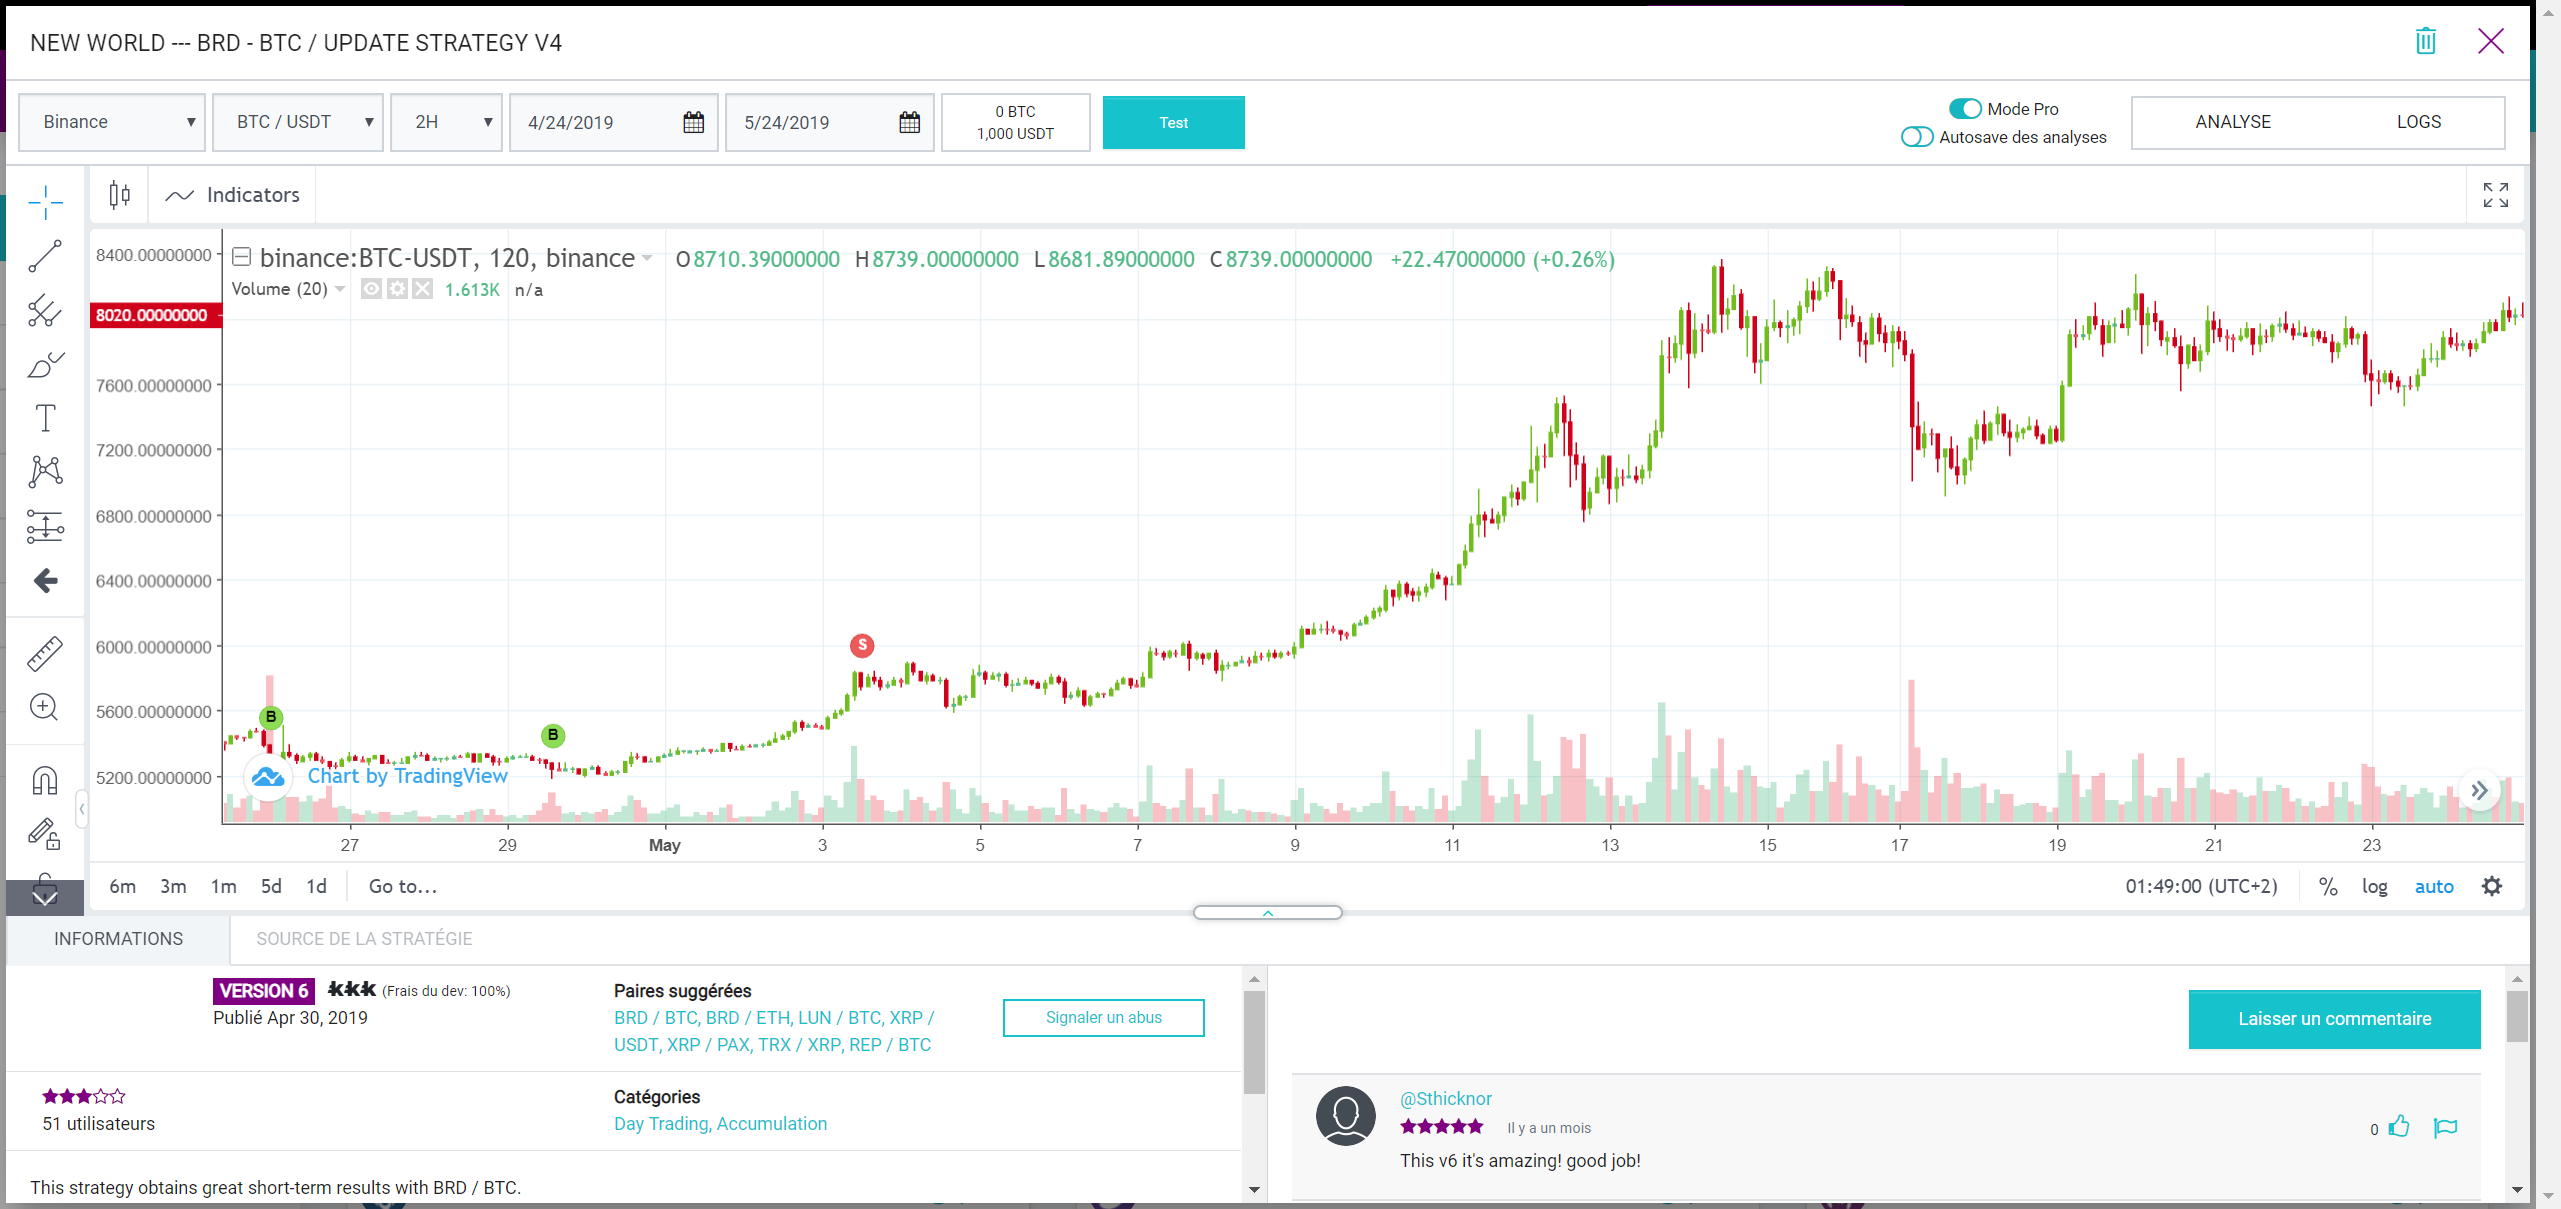 NEW WORLD --- BRD - BTC / UPDATE STRATEGY V4
Binance
BTC / USDT
2H
4/24/2019
5/24/2019
0 BTC
1,000 USDT
Test
Mode Pro
Autosave des analyses
ANALYSE
LOGS
Indicators
binance:BTC-USDT, 120, binance O8710.39000000 H8739.00000000 L8681.89000000 C8739.00000000 +22.47000000 (+0.26%)
Volume (20) 1.613K n/a
8400.00000000
8020.00000000
7600.00000000
7200.00000000
6800.00000000
6400.00000000
6000.00000000
5600.00000000
5200.00000000
B
B
S
Chart by TradingView
27 29 May 3 5 7 9 11 13 15 17 19 21 23
6m 3m 1m 5d 1d Go to...
01:49:00 (UTC+2) % log auto
INFORMATIONS
SOURCE DE LA STRATÉGIE
VERSION 6 kkk (Frais du dev: 100%)
Publié Apr 30, 2019
Paires suggérées
BRD / BTC, BRD / ETH, LUN / BTC, XRP /
USDT, XRP / PAX, TRX / XRP, REP / BTC
Signaler un abus
51 utilisateurs
Catégories
Day Trading, Accumulation
This strategy obtains great short-term results with BRD / BTC.
Laisser un commentaire
@Sthicknor
Il y a un mois
0
This v6 it's amazing! good job!